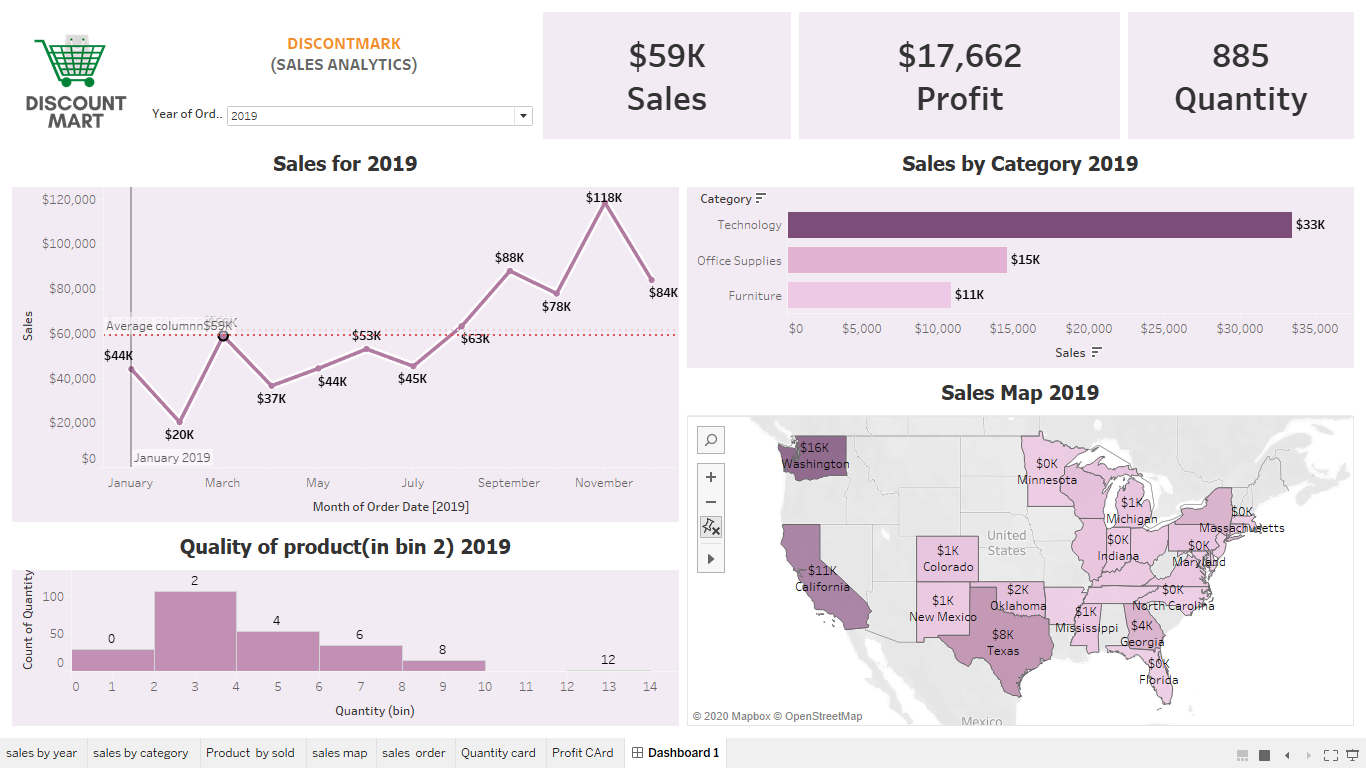 DISCOUNT
MART
DISCONTMARK
(SALES ANALYTICS)
Year of Ord..
2019
$59K
Sales
$17,662
Profit
885
Quantity
Sales for 2019
$120,000
$100,000
$80,000
$60,000
$40,000
$20,000
$0
Sales
Average columnn
$59K
$44K
$20K
$37K
$44K
$53K
$45K
$63K
$88K
$78K
$118K
$84K
January 2019
January
March
May
July
September
November
Month of Order Date [2019]
Sales by Category 2019
Category
Technology
$33K
Office Supplies
$15K
Furniture
$11K
$0
$5,000
$10,000
$15,000
$20,000
$25,000
$30,000
$35,000
Sales
Quality of product(in bin 2) 2019
Count of Quantity
100
50
0
0
2
4
6
8
12
0
1
2
3
4
5
6
7
8
9
10
11
12
13
14
Quantity (bin)
Sales Map 2019
$16K
Washington
$0K
Minnesota
$1K
Michigan
$0K
Massachusetts
United
States
$11K
California
$1K
Colorado
$0K
Indiana
$0K
Maryland
$1K
New Mexico
$2K
Oklahoma
$0K
North Carolina
$1K
Mississippi
$8K
Texas
$4K
Georgia
$0K
Florida
Mexico
© 2020 Mapbox © OpenStreetMap
sales by year
sales by category
Product by sold
sales map
sales order
Quantity card
Profit CArd
Dashboard 1